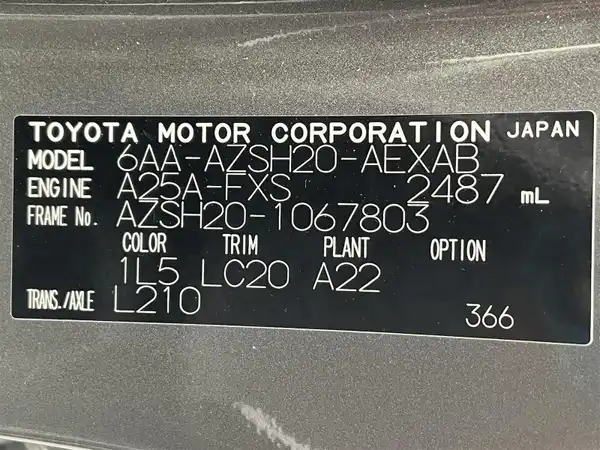 TOYOTA MOTOR CORPORATION JAPAN
MODEL 6AA-AZSH20-AEXAB
ENGINE A25A-FXS 2487 mL
FRAME No. AZSH20-1067803
COLOR TRIM PLANT OPTION
1L5 LC20 A22
TRANS./AXLE L210
366